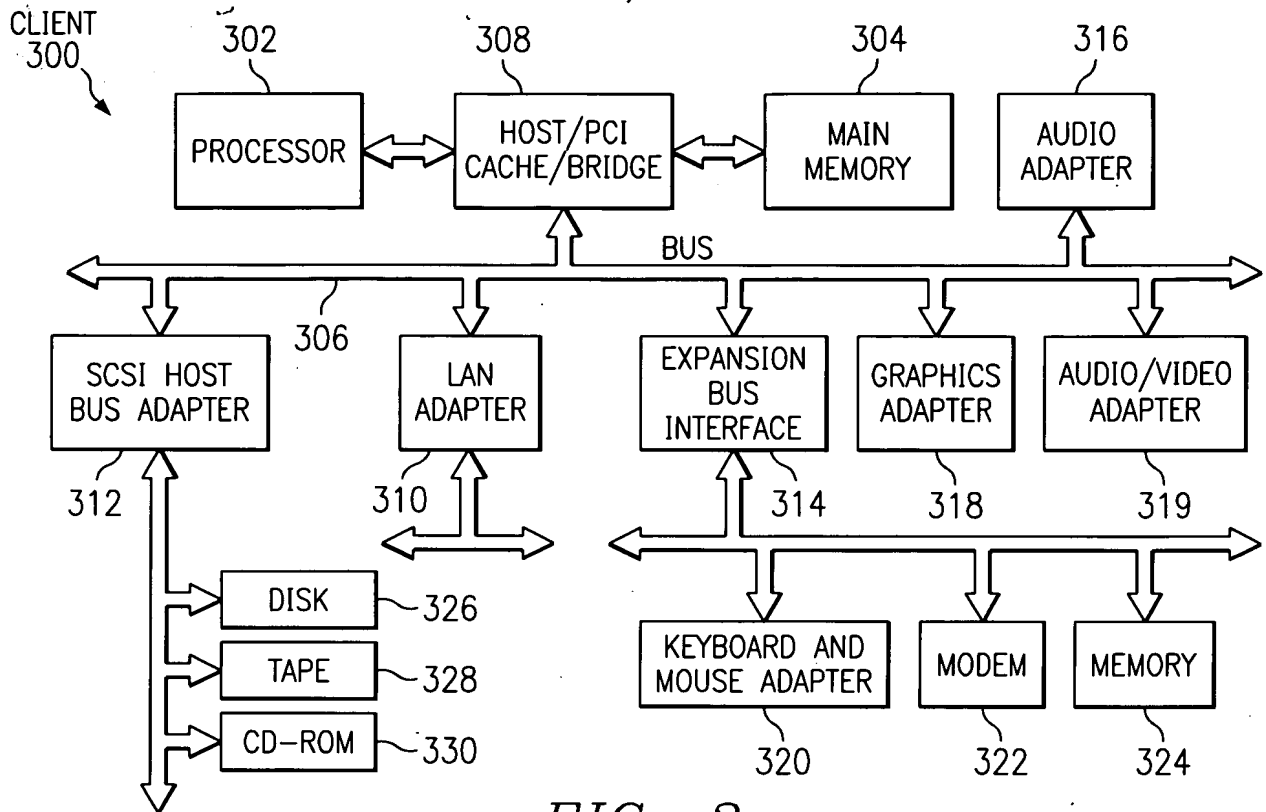 CLIENT
300
302
308
304
316
PROCESSOR
HOST/PCI
CACHE/BRIDGE
MAIN
MEMORY
AUDIO
ADAPTER
BUS
306
SCSI HOST
BUS ADAPTER
LAN
ADAPTER
EXPANSION
BUS
INTERFACE
GRAPHICS
ADAPTER
AUDIO/VIDEO
ADAPTER
312
310
314
318
319
DISK
326
TAPE
328
CD-ROM
330
KEYBOARD AND
MOUSE ADAPTER
MODEM
MEMORY
320
322
324